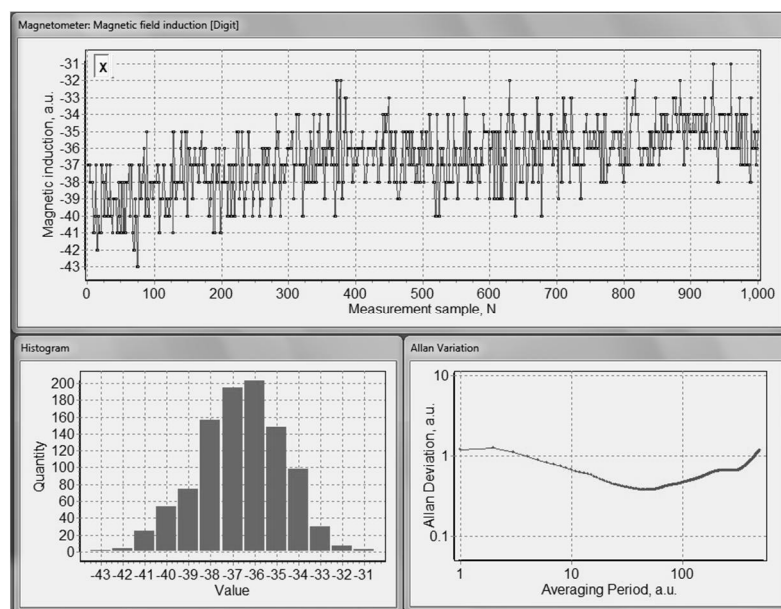 Magnetometer: Magnetic field induction [Digit]
X
Magnetic induction, a.u.
-31
-32
-33
-34
-35
-36
-37
-38
-39
-40
-41
-42
-43
0 100 200 300 400 500 600 700 800 900 1,000
Measurement sample, N
Histogram
Quantity
200
180
160
140
120
100
80
60
40
20
0
-43 -42 -41 -40 -39 -38 -37 -36 -35 -34 -33 -32 -31
Value
Allan Variation
Allan Deviation, a.u.
10
1
0.1
1 10 100
Averaging Period, a.u.